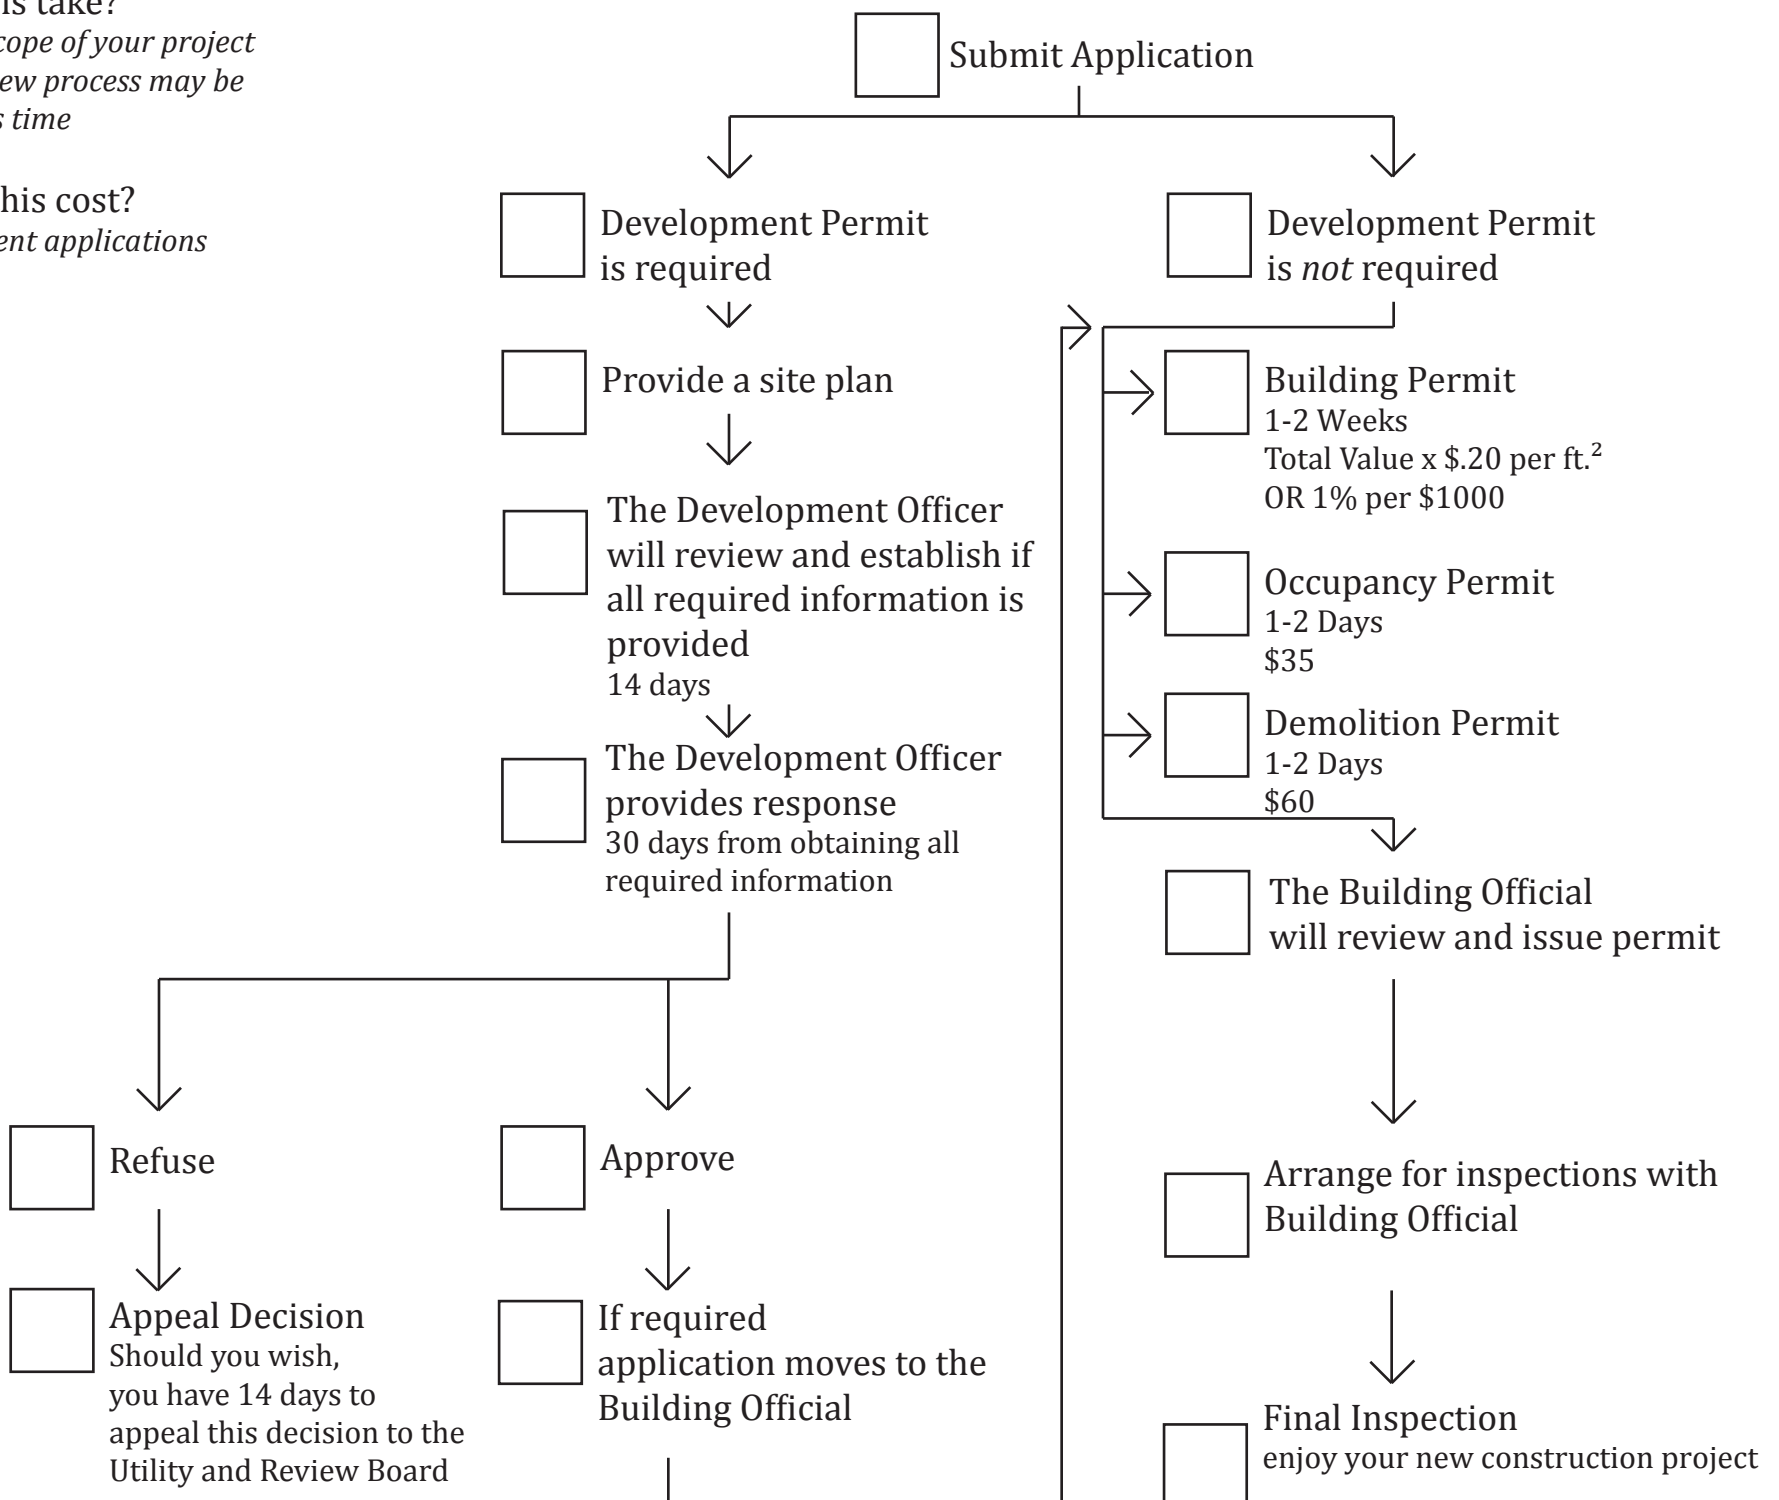 is take?
cope of your project
ew process may be
s time
his cost?
ent applications
Submit Application
Development Permit
is required
Development Permit
is not required
Provide a site plan
The Development Officer
will review and establish if
all required information is
provided
14 days
The Development Officer
provides response
30 days from obtaining all
required information
Building Permit
1-2 Weeks
Total Value x $.20 per ft.²
OR 1% per $1000
Occupancy Permit
1-2 Days
$35
Demolition Permit
1-2 Days
$60
The Building Official
will review and issue permit
Refuse
Approve
Arrange for inspections with
Building Official
Appeal Decision
Should you wish,
you have 14 days to
appeal this decision to the
Utility and Review Board
If required
application moves to the
Building Official
Final Inspection
enjoy your new construction project